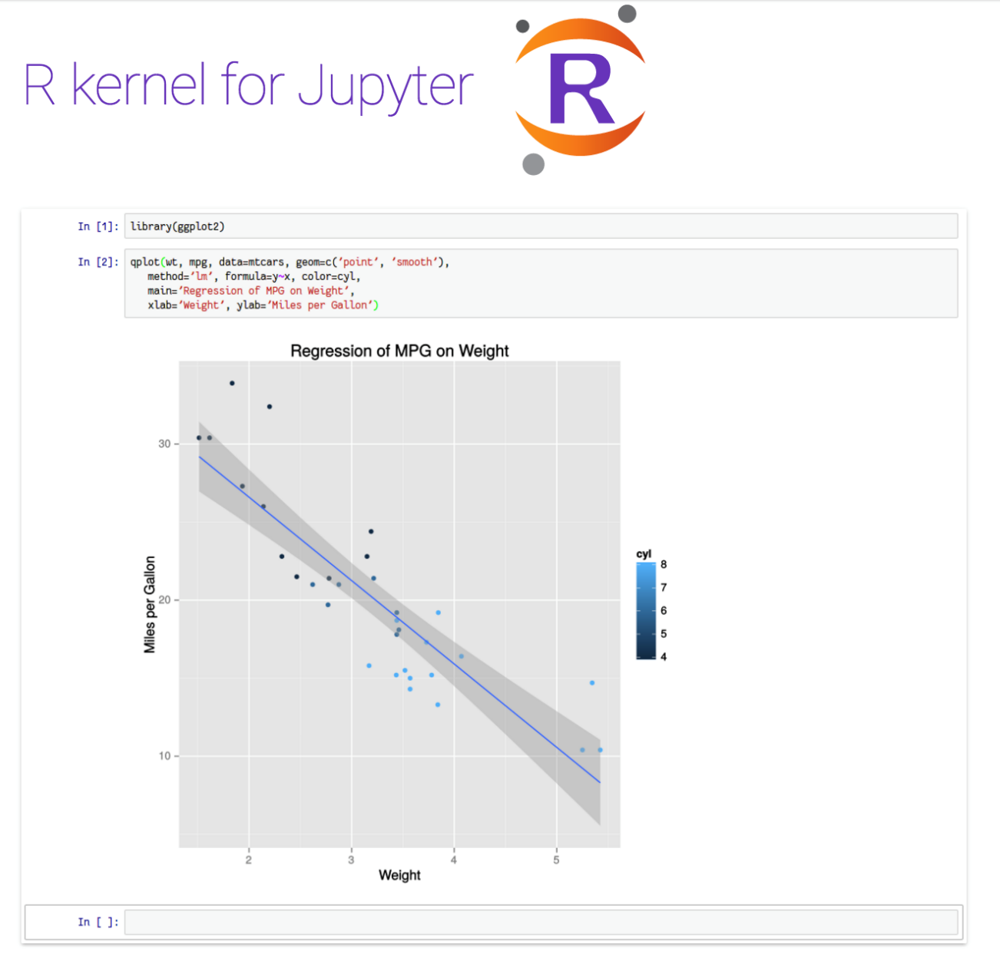 R kernel for Jupyter
R
In [1]: library(ggplot2)
In [2]: qplot(wt, mpg, data=mtcars, geom=c('point', 'smooth'),
method='lm', formula=y~x, color=cyl,
main='Regression of MPG on Weight',
xlab='Weight', ylab='Miles per Gallon')
Regression of MPG on Weight
30
20
10
Miles per Gallon
2 3 4 5
Weight
cyl
8
7
6
5
4
In [ ]: